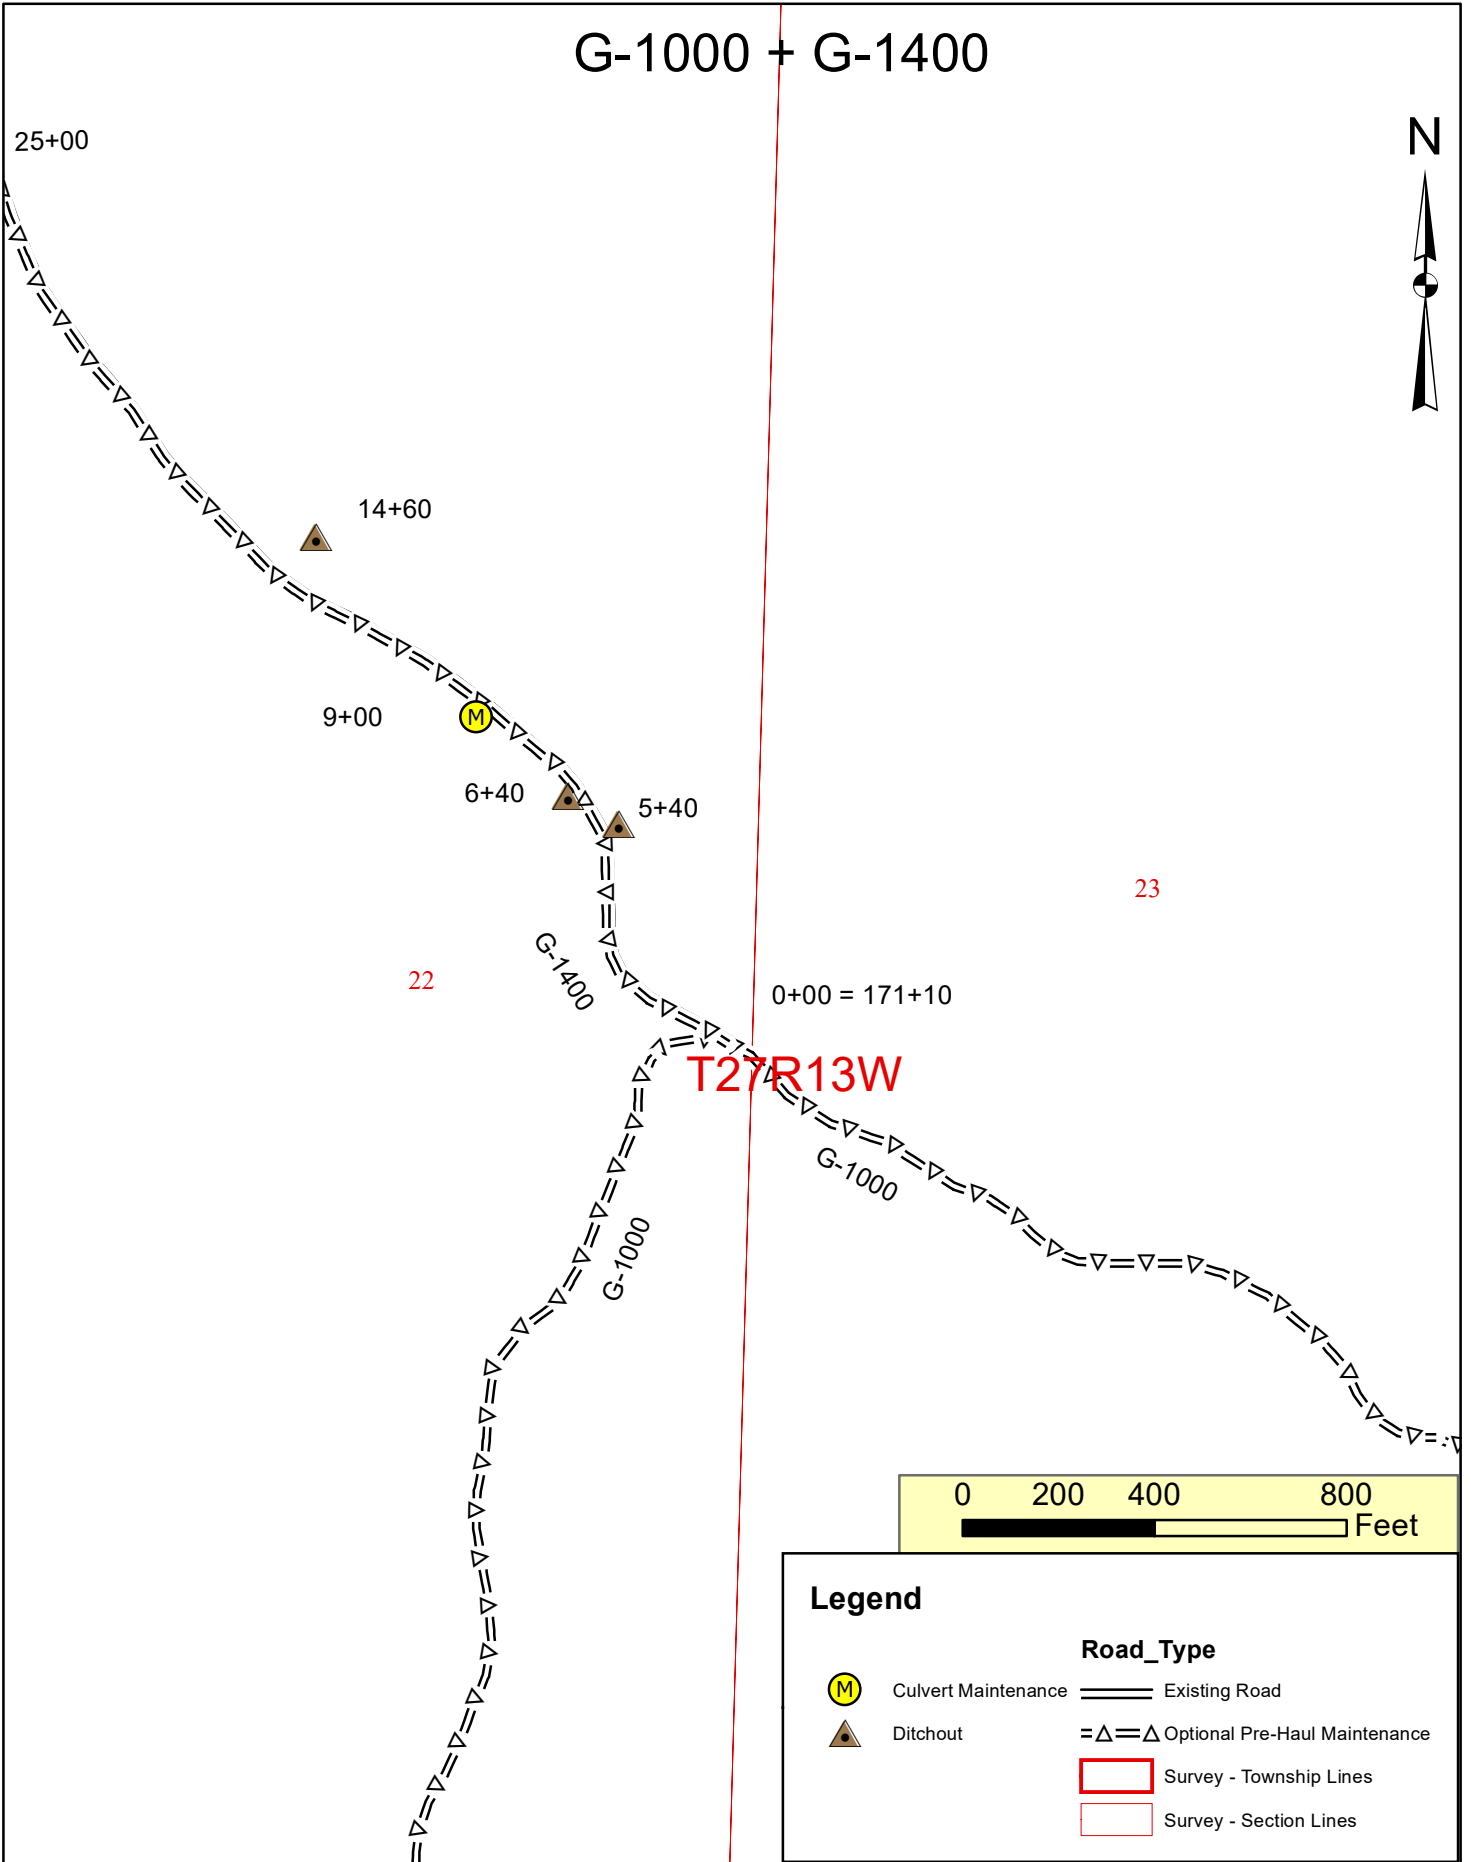 G-1000 + G-1400
25+00
N
14+60
9+00
6+40
5+40
23
G-1400
22
0+00 = 171+10
T27R13W
G-1000
G-1000
0 200 400 800
Feet
Legend
Road_Type
M Culvert Maintenance Existing Road
Ditchout Optional Pre-Haul Maintenance
Survey - Township Lines
Survey - Section Lines
M